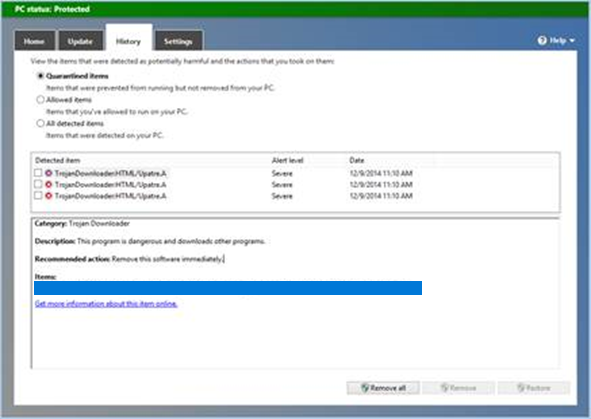 PC status: Protected
Home Update History Settings Help
View the items that were detected as potentially harmful and the actions that you took on them:
Quarantined items
Items that were prevented from running but not removed from your PC.
Allowed items
Items that you've allowed to run on your PC.
All detected items
Items that were detected on your PC.
Detected item Alert level Date
TrojanDownloader:HTML/Upatre.A Severe 12/9/2014 11:10 AM
TrojanDownloader:HTML/Upatre.A Severe 12/9/2014 11:10 AM
TrojanDownloader:HTML/Upatre.A Severe 12/9/2014 11:10 AM
Category: Trojan Downloader
Description: This program is dangerous and downloads other programs.
Recommended action: Remove this software immediately.
Items:
Get more information about this item online.
Remove all Remove Restore